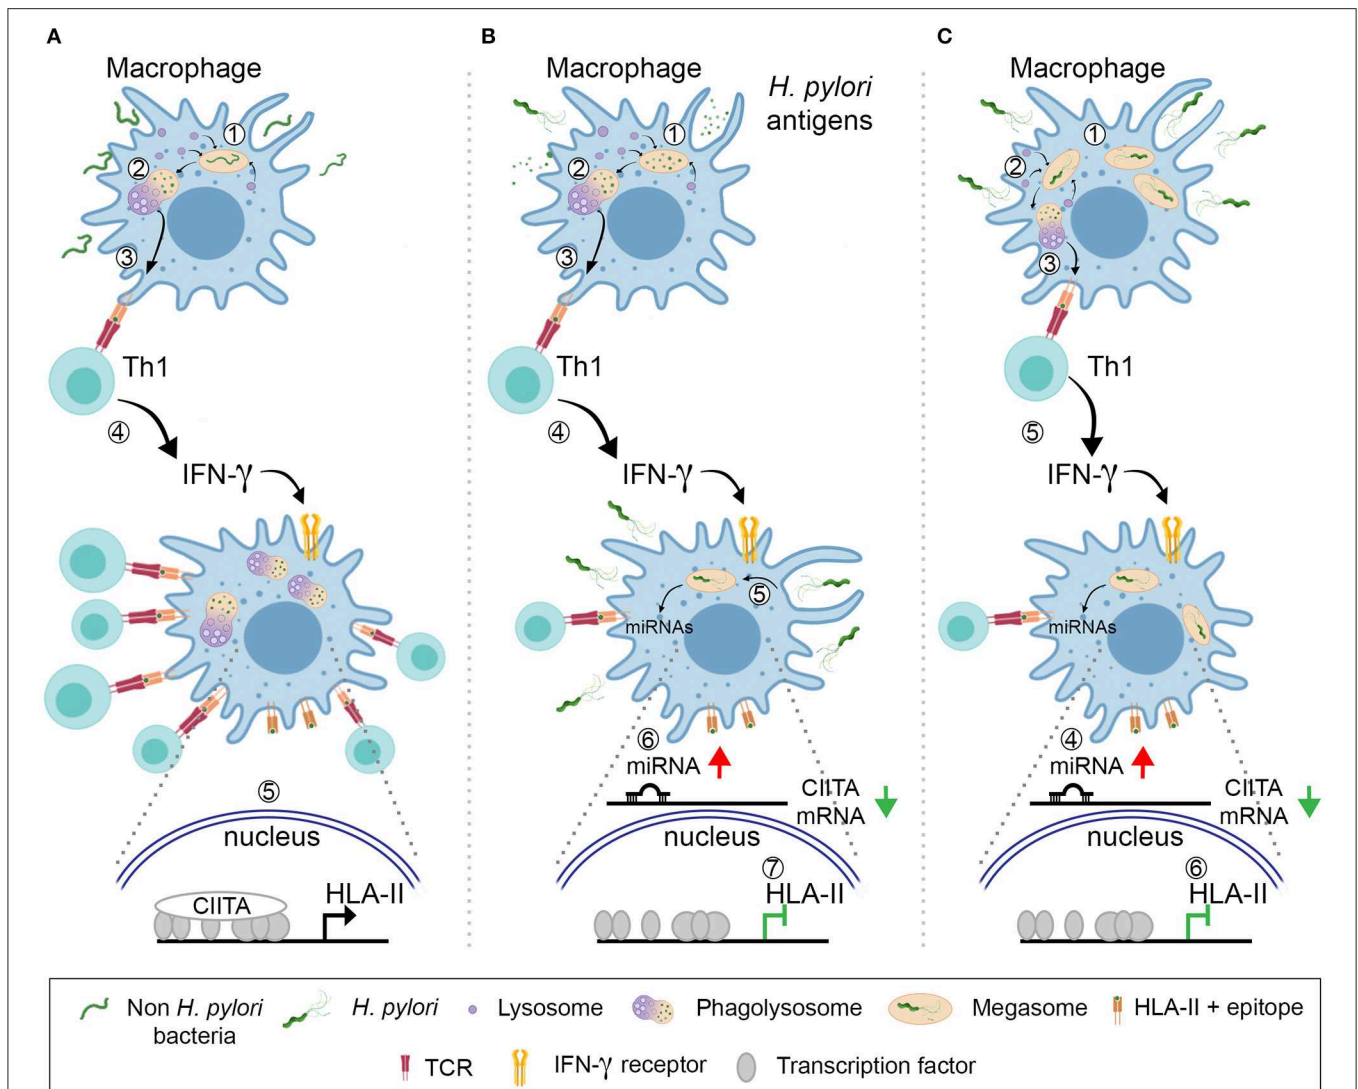 A
Macrophage
①
②
③
Th1
④
IFN-γ
⑤
nucleus
CIITA
HLA-II
B
Macrophage
H. pylori
antigens
①
②
③
Th1
④
IFN-γ
⑤
miRNAs
⑥
miRNA
CIITA
mRNA
nucleus
⑦
HLA-II
C
Macrophage
①
②
③
Th1
⑤
IFN-γ
miRNAs
④
miRNA
CIITA
mRNA
nucleus
⑥
HLA-II
Non H. pylori
bacteria
H. pylori
Lysosome
Phagolysosome
Megasome
HLA-II + epitope
TCR
IFN-γ receptor
Transcription factor